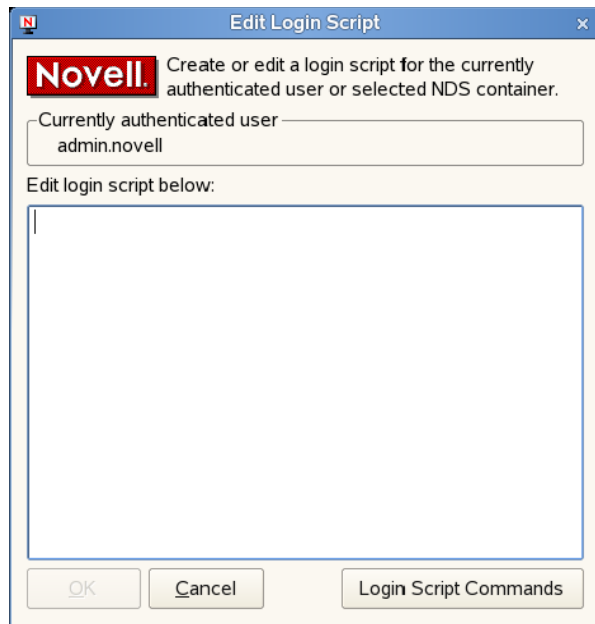 N
Edit Login Script
Novell.
Create or edit a login script for the currently
authenticated user or selected NDS container.
Currently authenticated user
admin.novell
Edit login script below:
OK
Cancel
Login Script Commands